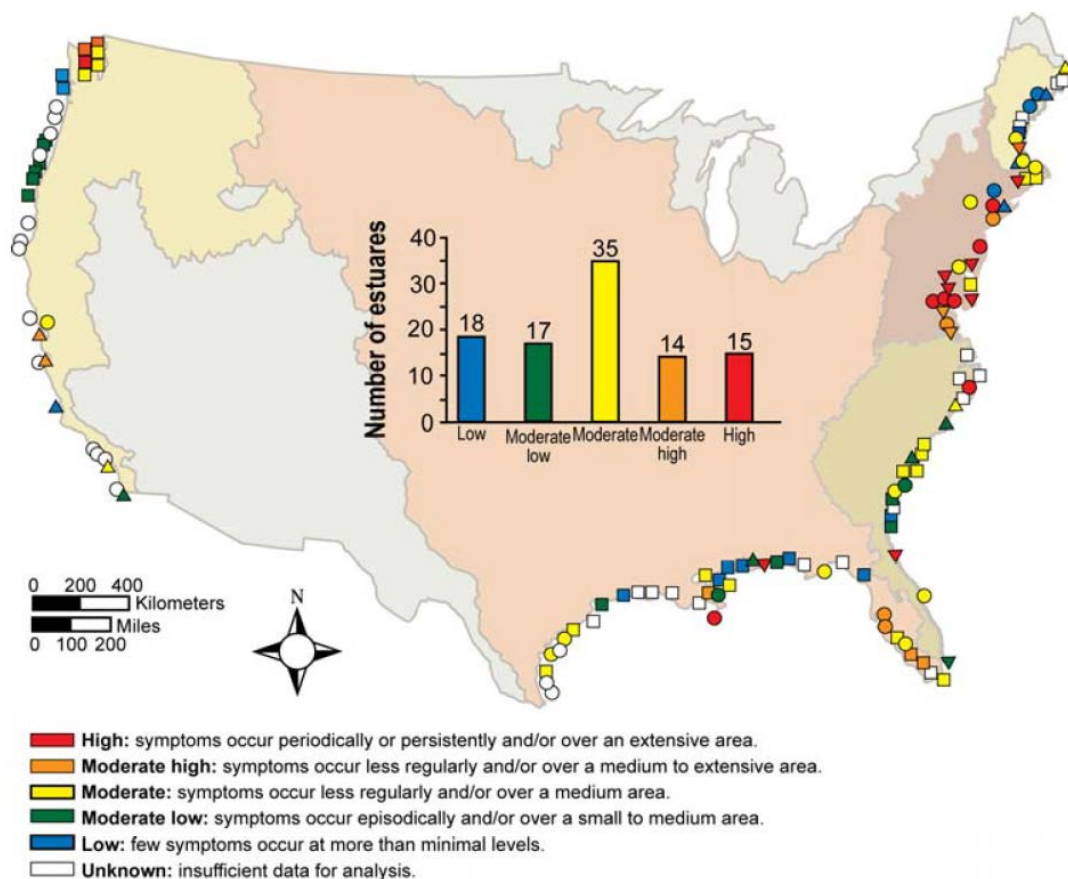 Number of estuares
40
30
20
10
0
18
17
35
14
15
Low
Moderate
low
Moderate
Moderate
high
High
0 200 400
Kilometers
Miles
0 100 200
N
High: symptoms occur periodically or persistently and/or over an extensive area.
Moderate high: symptoms occur less regularly and/or over a medium to extensive area.
Moderate: symptoms occur less regularly and/or over a medium area.
Moderate low: symptoms occur episodically and/or over a small to medium area.
Low: few symptoms occur at more than minimal levels.
Unknown: insufficient data for analysis.